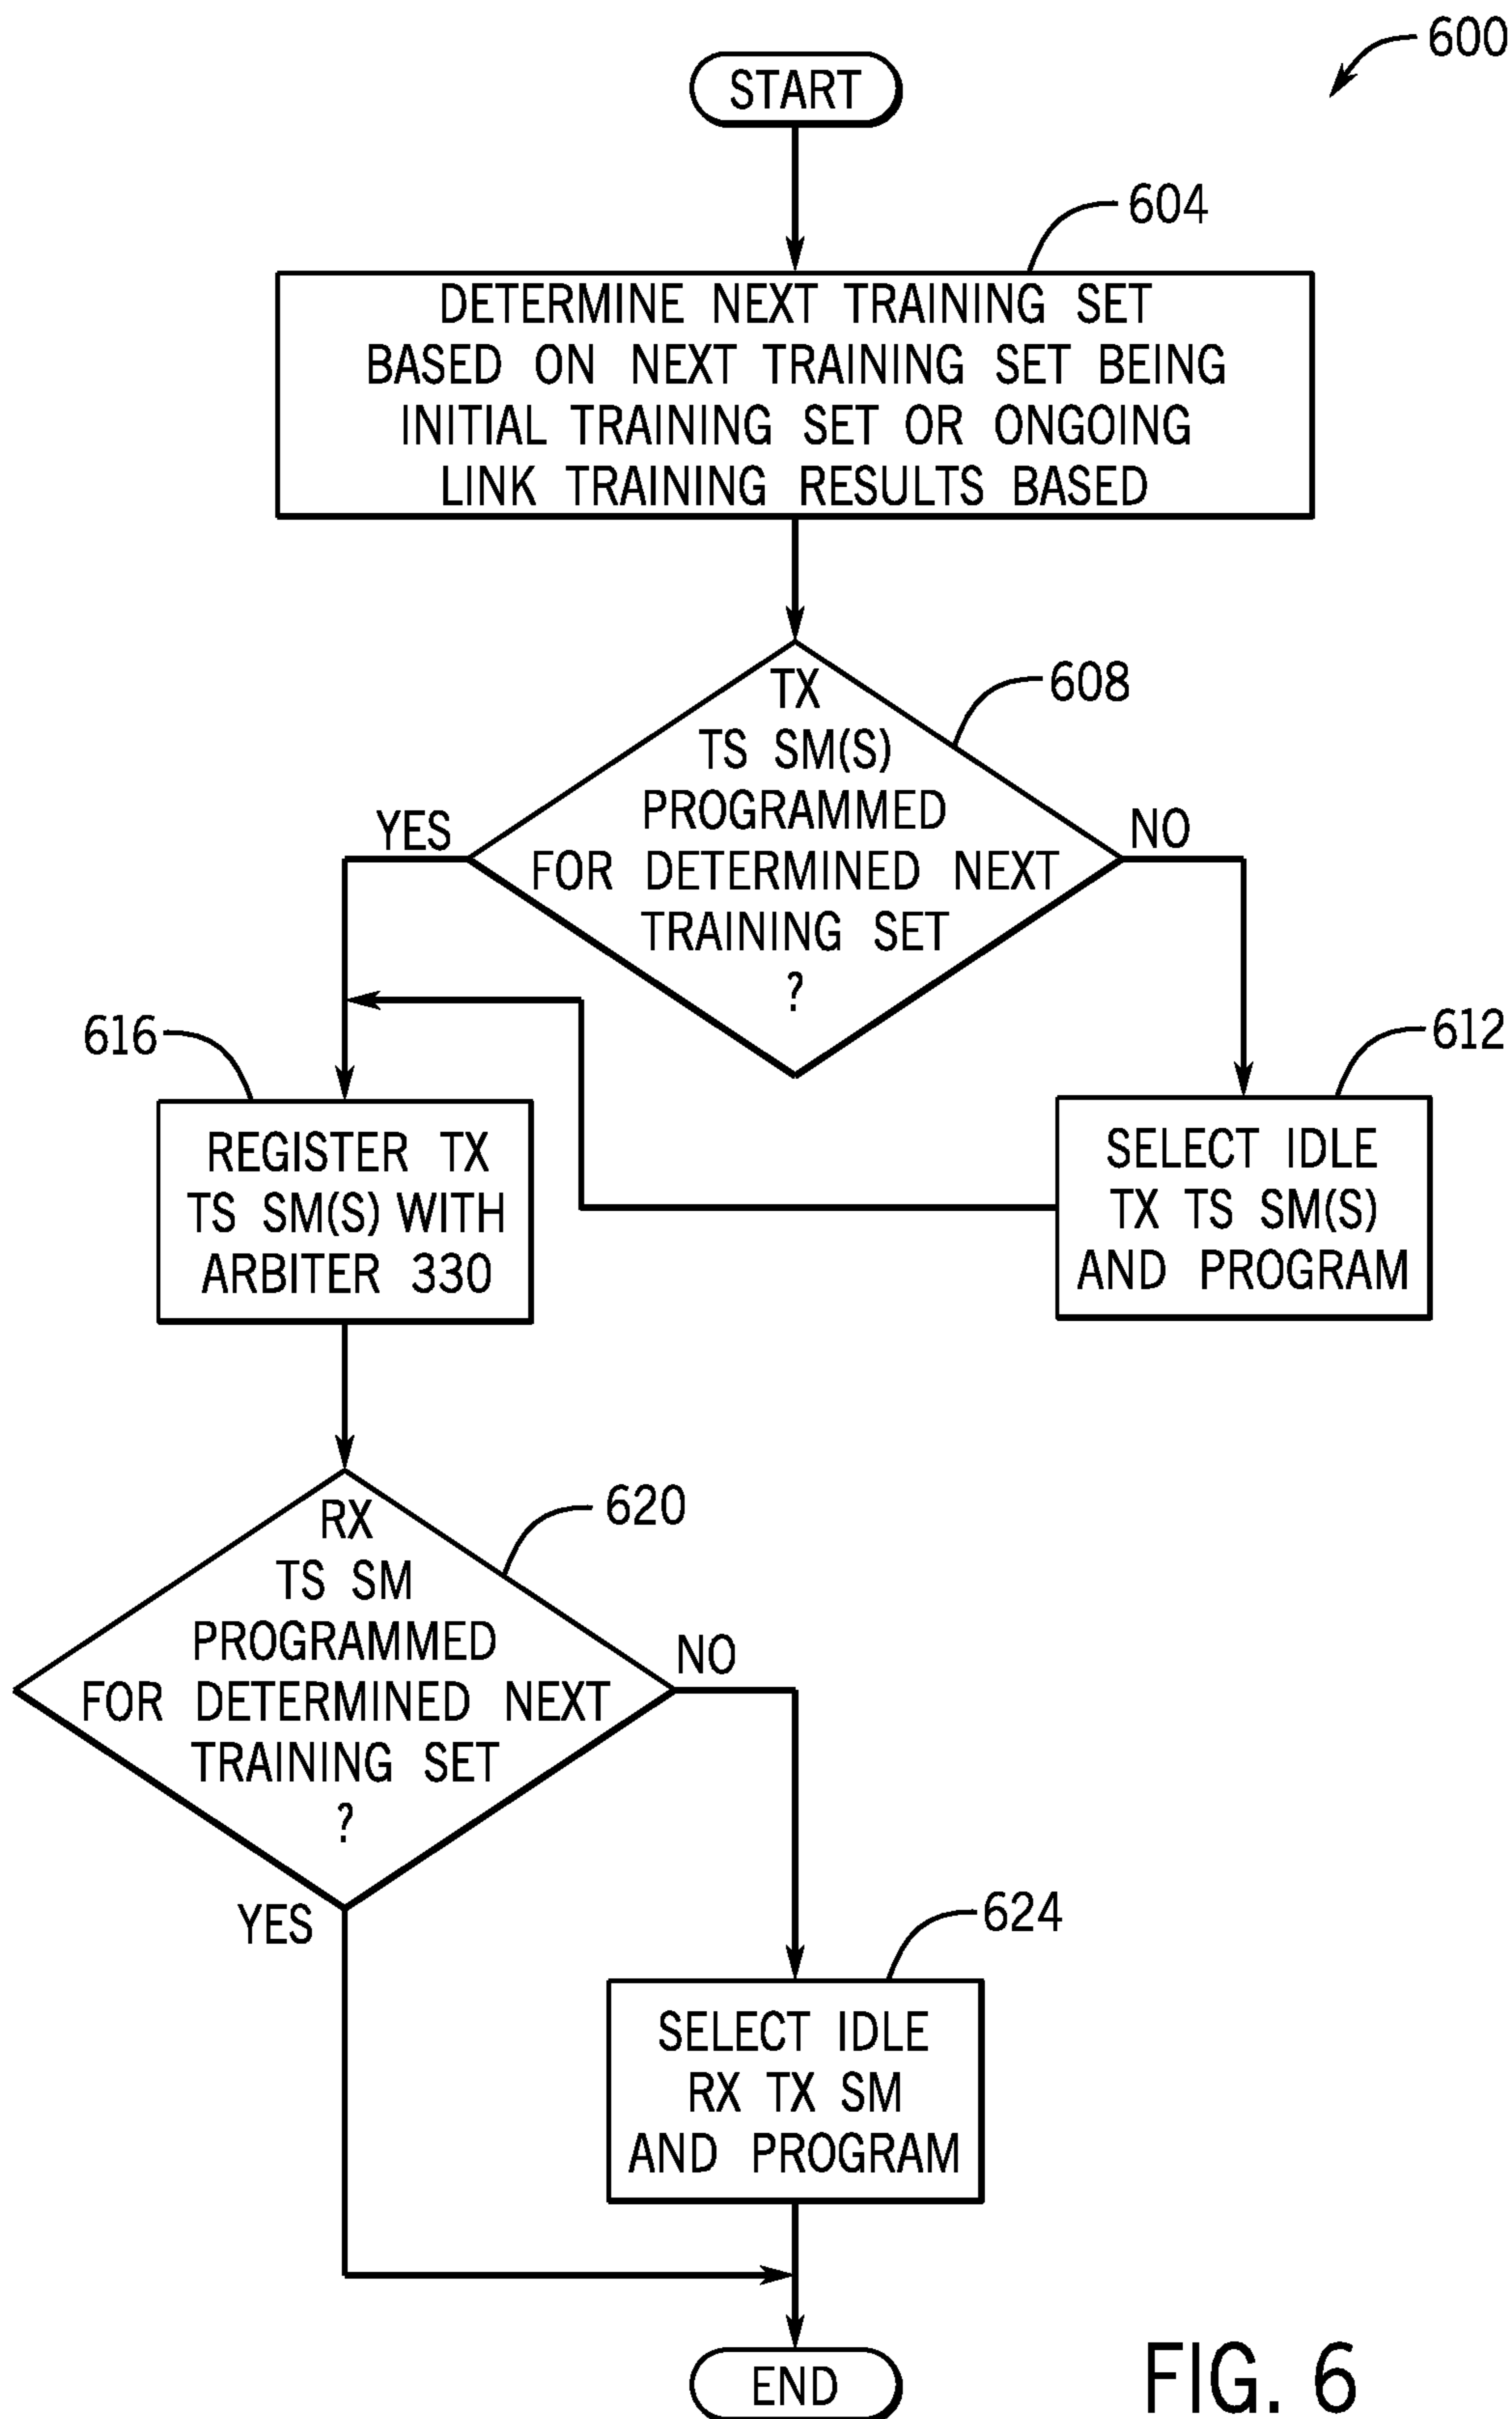 600
START
604
DETERMINE NEXT TRAINING SET
BASED ON NEXT TRAINING SET BEING
INITIAL TRAINING SET OR ONGOING
LINK TRAINING RESULTS BASED
608
TX
TS SM(S)
PROGRAMMED
FOR DETERMINED NEXT
TRAINING SET
?
YES
NO
616
REGISTER TX
TS SM(S) WITH
ARBITER 330
612
SELECT IDLE
TX TS SM(S)
AND PROGRAM
620
RX
TS SM
PROGRAMMED
FOR DETERMINED NEXT
TRAINING SET
?
NO
YES
624
SELECT IDLE
RX TX SM
AND PROGRAM
END
FIG. 6